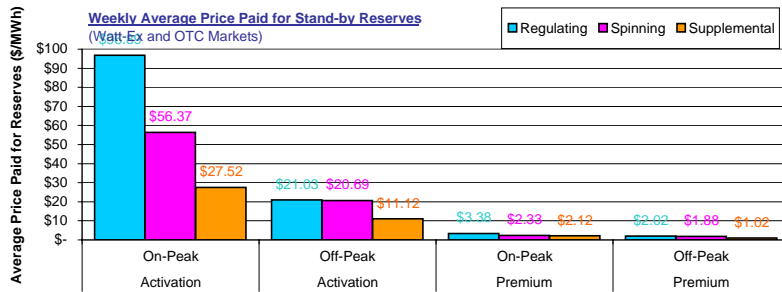 Weekly Average Price Paid for Stand-by Reserves
(Watt-Ex and OTC Markets)
Regulating
Spinning
Supplemental
Average Price Paid for Reserves ($/MWh)
$100
$90
$80
$70
$60
$50
$40
$30
$20
$10
$-
$56.37
$27.52
$21.03
$20.69
$11.12
$3.38
$2.33
$2.12
$2.02
$1.88
$1.02
On-Peak
Off-Peak
On-Peak
Off-Peak
Activation
Activation
Premium
Premium